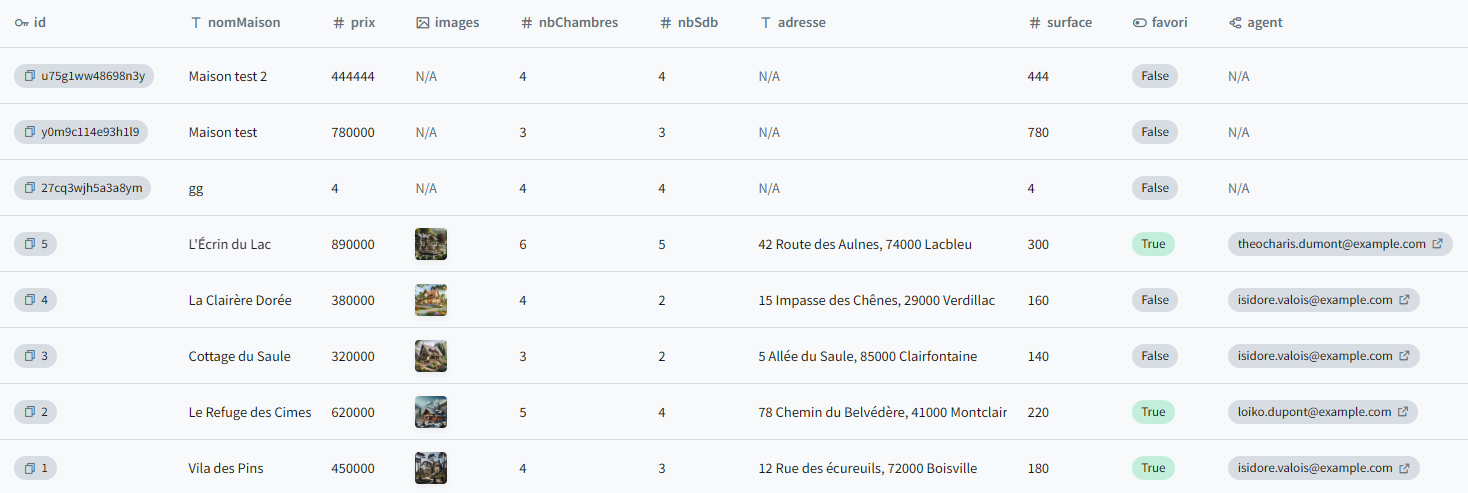 id nomMaison prix images nbChambres nbSdb adresse surface favori agent
u75g1ww48698n3y Maison test 2 444444 N/A 4 4 N/A 444 False N/A
y0m9c114e93h1l9 Maison test 780000 N/A 3 3 N/A 780 False N/A
27cq3wjh5a3a8ym gg 4 N/A 4 4 N/A 4 False N/A
5 L'Écrin du Lac 890000 6 5 42 Route des Aulnes, 74000 Lacbleu 300 True theocharis.dumont@example.com
4 La Clairère Dorée 380000 4 2 15 Impasse des Chênes, 29000 Verdillac 160 False isidore.valois@example.com
3 Cottage du Saule 320000 3 2 5 Allée du Saule, 85000 Clairfontaine 140 False isidore.valois@example.com
2 Le Refuge des Cimes 620000 5 4 78 Chemin du Belvédère, 41000 Montclair 220 True loiko.dupont@example.com
1 Vila des Pins 450000 4 3 12 Rue des écureuils, 72000 Boisville 180 True isidore.valois@example.com